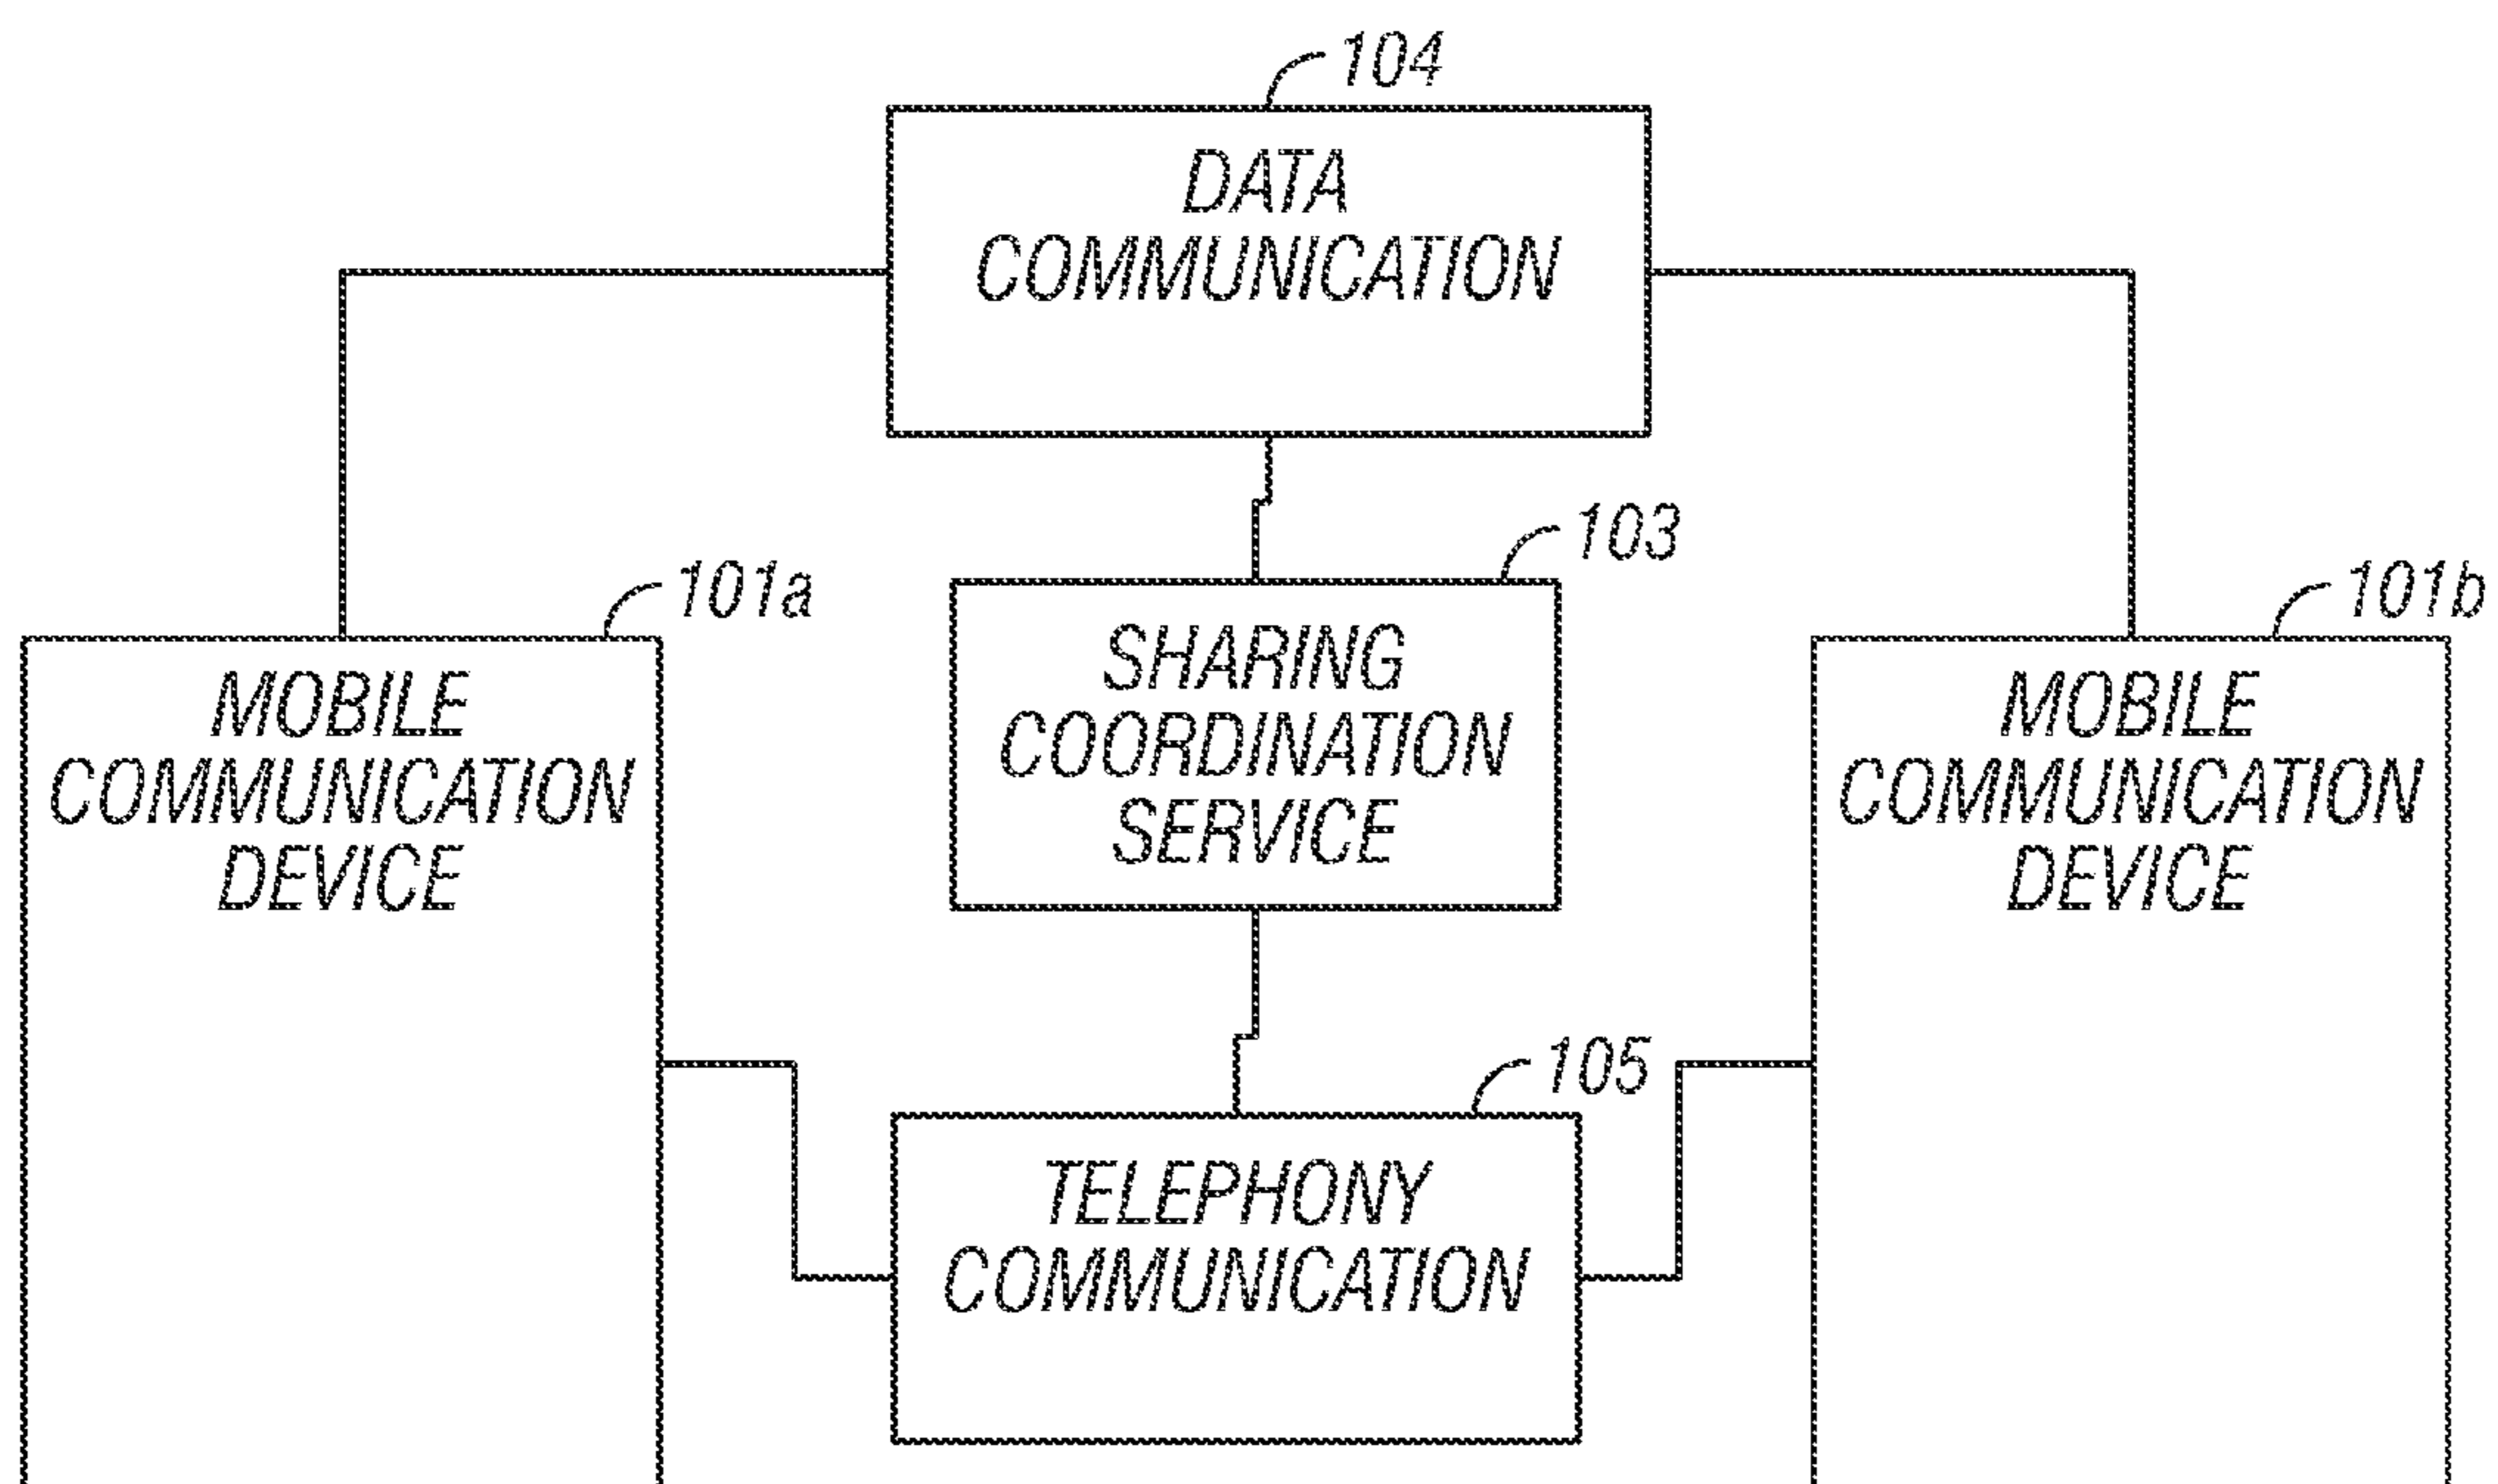 104
DATA
COMMUNICATION
103
101a
101b
SHARING
COORDINATION
SERVICE
MOBILE
COMMUNICATION
DEVICE
MOBILE
COMMUNICATION
DEVICE
105
TELEPHONY
COMMUNICATION